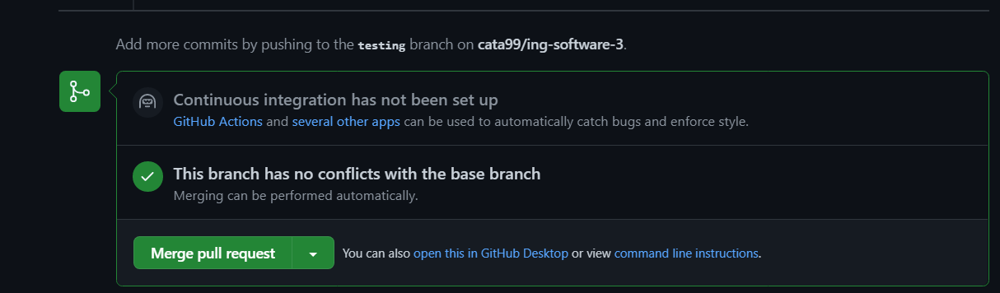 Add more commits by pushing to the testing branch on cata99/ing-software-3.
Continuous integration has not been set up
GitHub Actions and several other apps can be used to automatically catch bugs and enforce style.
This branch has no conflicts with the base branch
Merging can be performed automatically.
Merge pull request You can also open this in GitHub Desktop or view command line instructions.